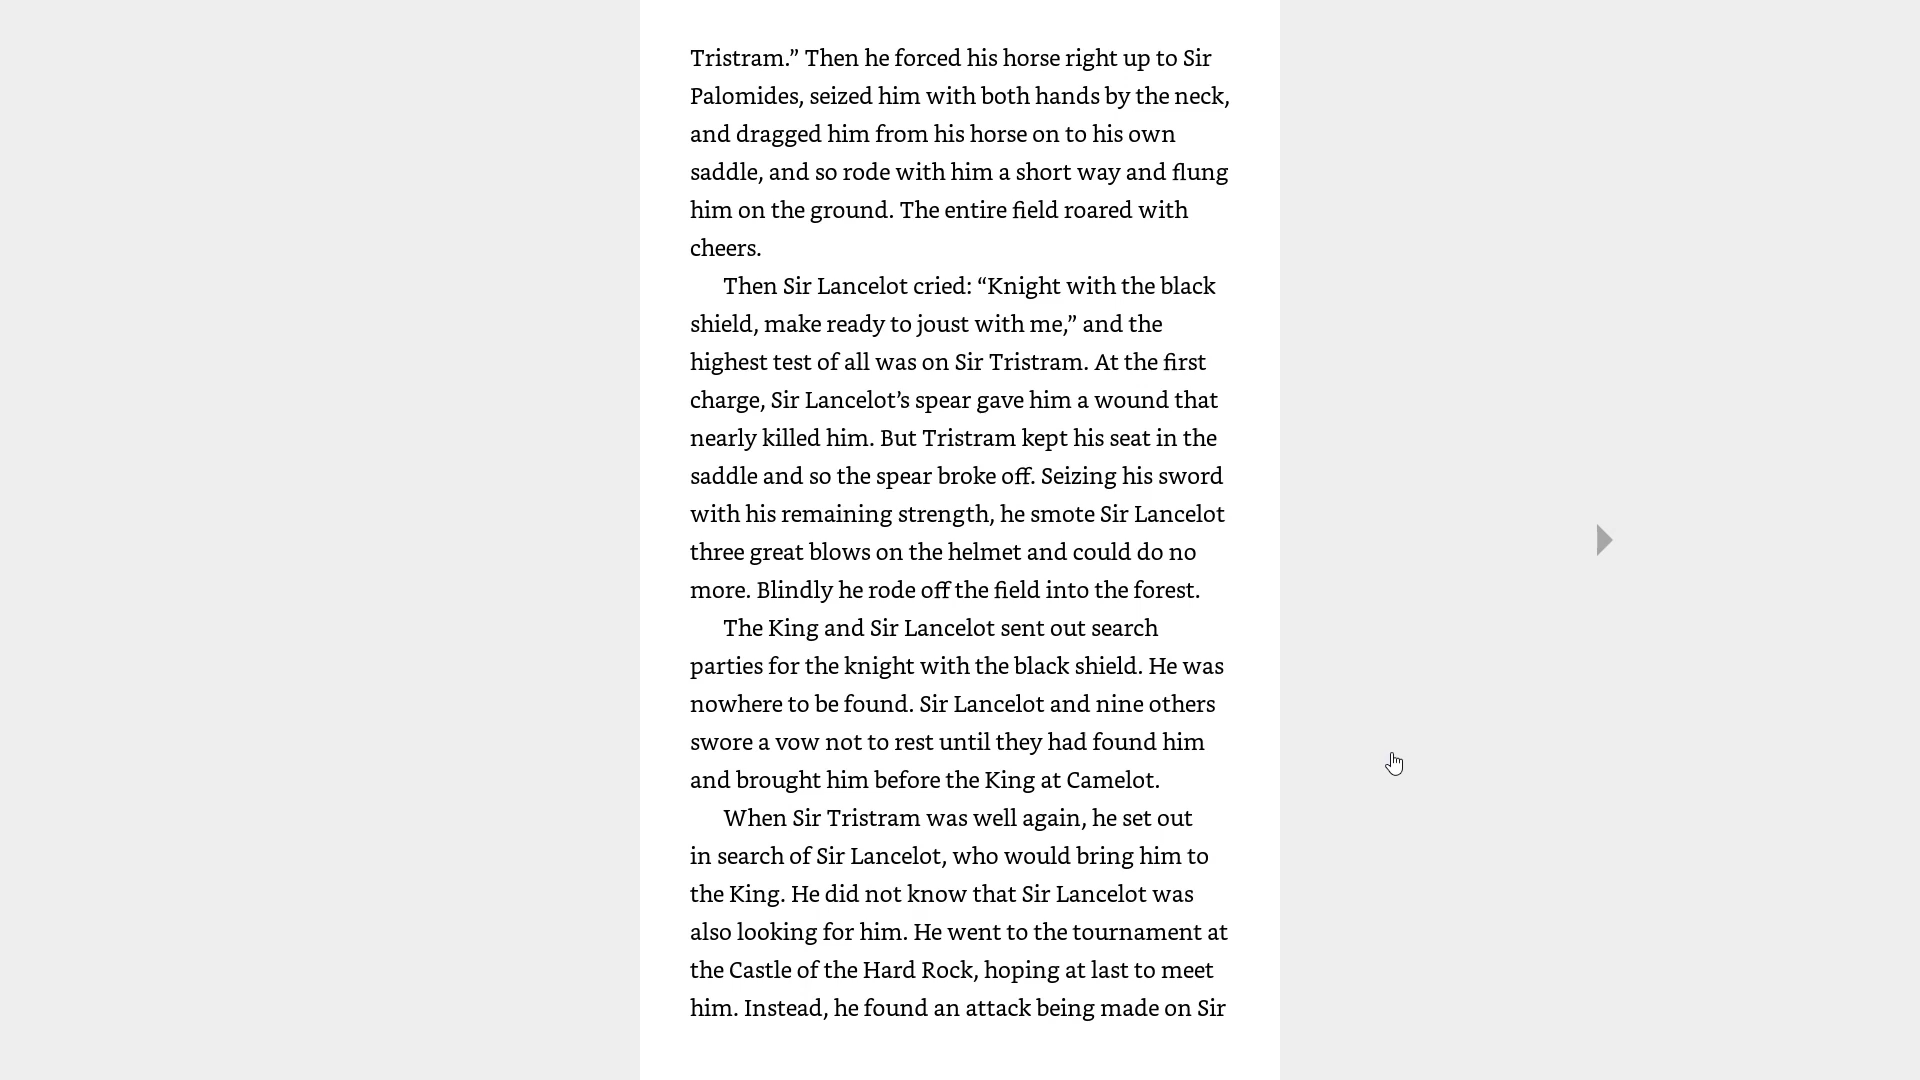 Tristram.” Then he forced his horse right up to Sir
Palomides, seized him with both hands by the neck,
and dragged him from his horse on to his own
saddle, and so rode with him a short way and flung
him on the ground. The entire field roared with
cheers.
Then Sir Lancelot cried: “Knight with the black
shield, make ready to joust with me,” and the
highest test of all was on Sir Tristram. At the first
charge, Sir Lancelot’s spear gave him a wound that
nearly killed him. But Tristram kept his seat in the
saddle and so the spear broke off. Seizing his sword
with his remaining strength, he smote Sir Lancelot
three great blows on the helmet and could do no
more. Blindly he rode off the field into the forest.
The King and Sir Lancelot sent out search
parties for the knight with the black shield. He was
nowhere to be found. Sir Lancelot and nine others
swore a vow not to rest until they had found him
and brought him before the King at Camelot.
When Sir Tristram was well again, he set out
in search of Sir Lancelot, who would bring him to
the King. He did not know that Sir Lancelot was
also looking for him. He went to the tournament at
the Castle of the Hard Rock, hoping at last to meet
him. Instead, he found an attack being made on Sir